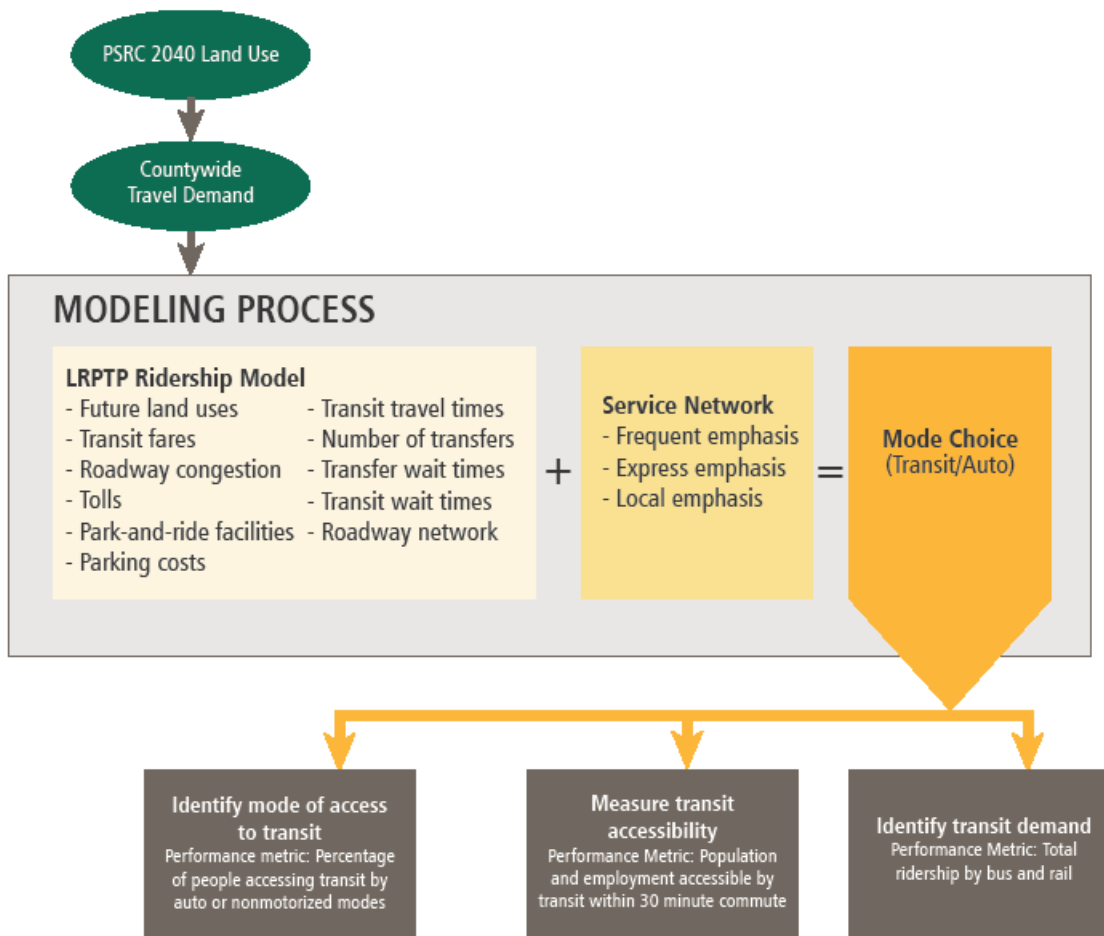 PSRC 2040 Land Use
Countywide
Travel Demand
MODELING PROCESS
LRPTP Ridership Model
- Future land uses
- Transit fares
- Roadway congestion
- Tolls
- Park-and-ride facilities
- Parking costs
- Transit travel times
- Number of transfers
- Transfer wait times
- Transit wait times
- Roadway network
+
Service Network
- Frequent emphasis
- Express emphasis
- Local emphasis
=
Mode Choice
(Transit/Auto)
Identify mode of access
to transit
Performance metric: Percentage
of people accessing transit by
auto or nonmotorized modes
Measure transit
accessibility
Performance Metric: Population
and employment accessible by
transit within 30 minute commute
Identify transit demand
Performance Metric: Total
ridership by bus and rail